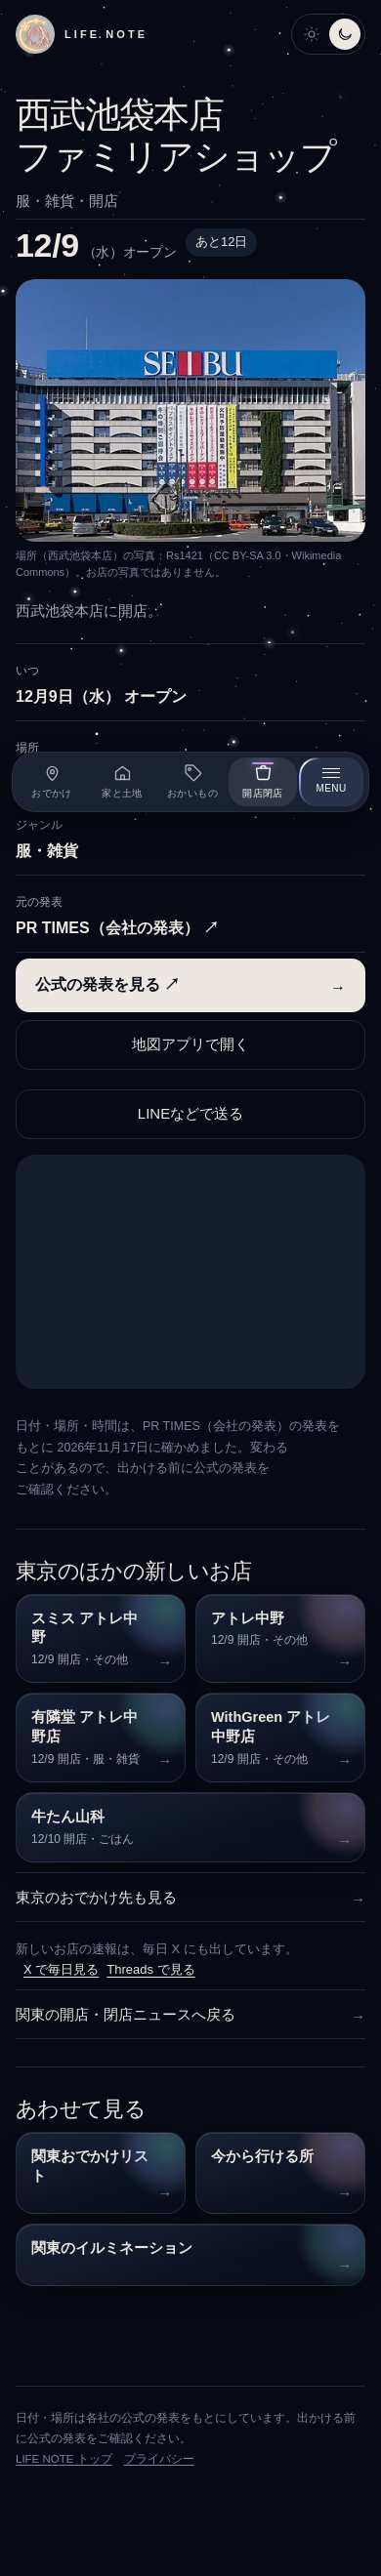 LIFE.NOTE
西武池袋本店
ファミリアショップ
服・雑貨・開店
12/9 （水）オープン あと12日
SEIBU
場所（西武池袋本店）の写真：Rs1421（CC BY-SA 3.0・Wikimedia
Commons）。お店の写真ではありません。
西武池袋本店に開店。
いつ
12月9日（水） オープン
場所
おでかけ
家と土地
おかいもの
開店閉店
MENU
ジャンル
服・雑貨
元の発表
PR TIMES（会社の発表） ↗
公式の発表を見る ↗ →
地図アプリで開く
LINEなどで送る
日付・場所・時間は、PR TIMES（会社の発表）の発表を
もとに 2026年11月17日に確かめました。変わる
ことがあるので、出かける前に公式の発表を
ご確認ください。
東京のほかの新しいお店
スミス アトレ中
野
12/9 開店・その他 →
アトレ中野
12/9 開店・その他 →
有隣堂 アトレ中
野店
12/9 開店・服・雑貨 →
WithGreen アトレ
中野店
12/9 開店・その他 →
牛たん山科
12/10 開店・ごはん →
東京のおでかけ先も見る →
新しいお店の速報は、毎日 X にも出しています。
X で毎日見る Threads で見る
関東の開店・閉店ニュースへ戻る →
あわせて見る
関東おでかけリス
ト →
今から行ける所 →
関東のイルミネーション →
日付・場所は各社の公式の発表をもとにしています。出かける前
に公式の発表をご確認ください。
LIFE NOTE トップ プライバシー